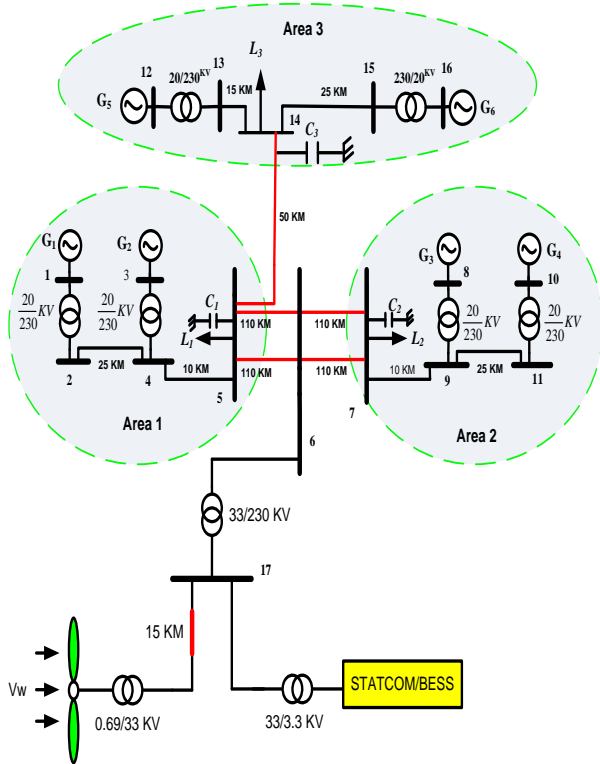 Area 3
L3
12
20/230KV
13
15
230/20KV
16
15 KM
25 KM
G5
G6
14
C3
50 KM
G1
G2
G3
G4
1
3
8
10
20/230 KV
20/230 KV
20/230 KV
20/230 KV
C1
C2
110 KM
110 KM
L1
L2
25 KM
10 KM
110 KM
110 KM
10 KM
25 KM
2
4
5
7
9
11
Area 1
6
Area 2
33/230 KV
17
15 KM
Vw
STATCOM/BESS
0.69/33 KV
33/3.3 KV